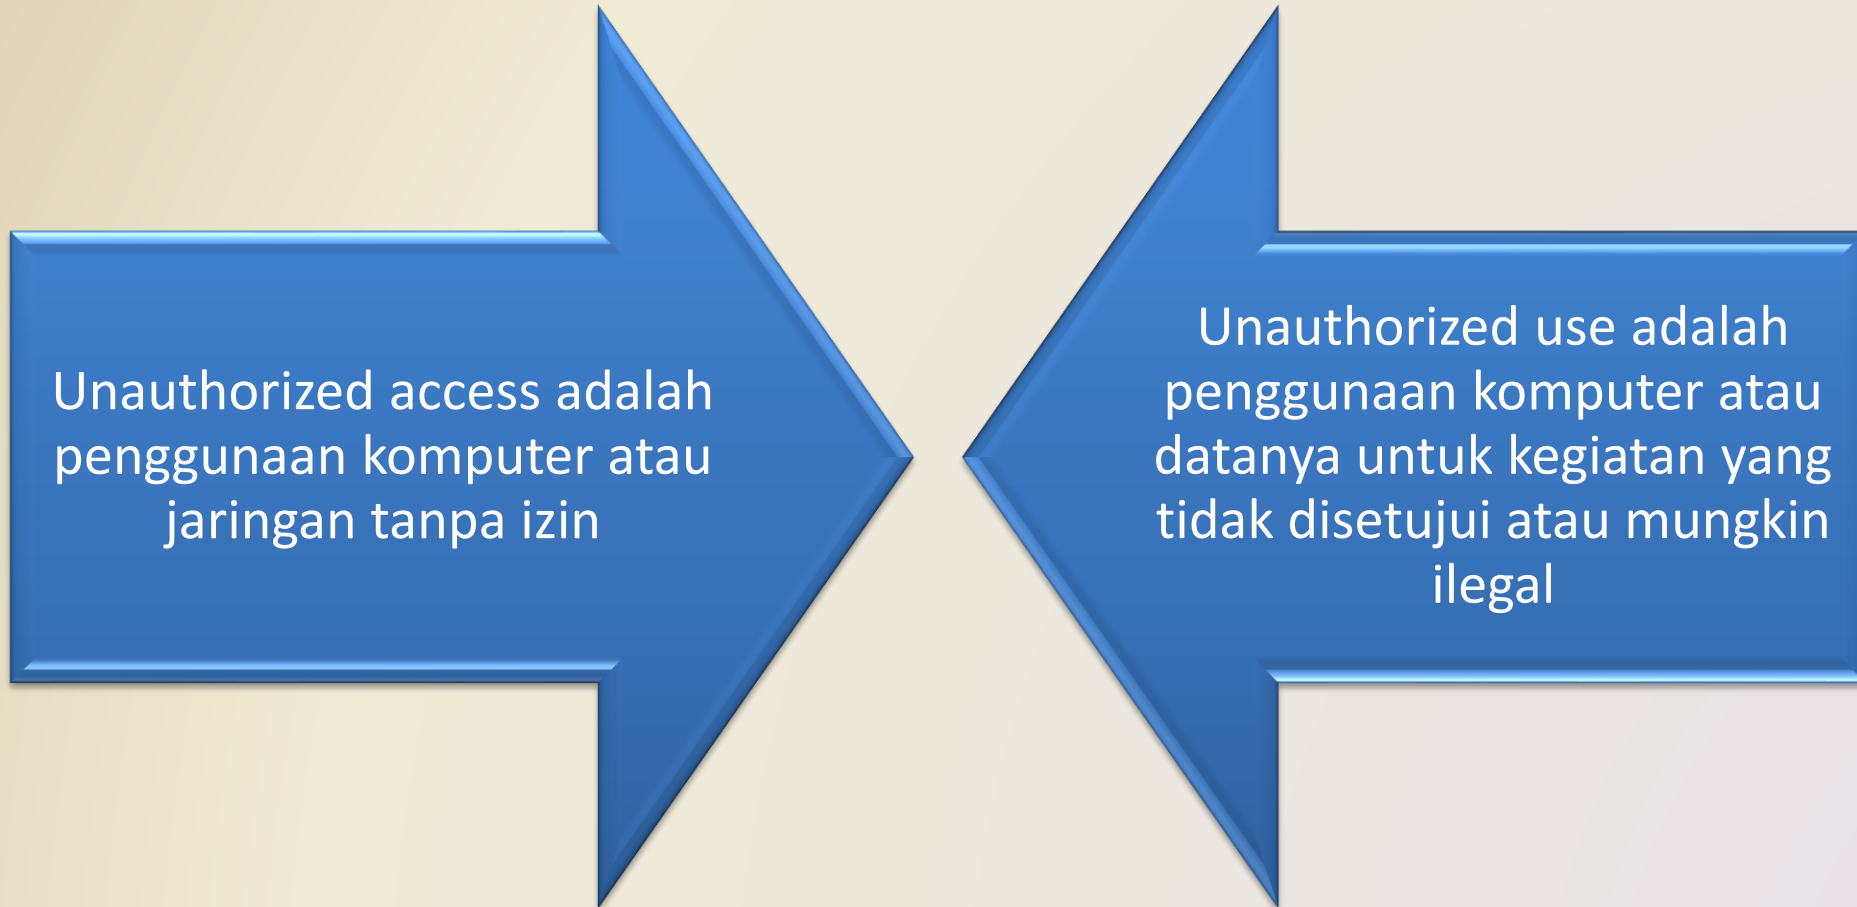 Unauthorized access adalah
penggunaan komputer atau
jaringan tanpa izin
Unauthorized use adalah
penggunaan komputer atau
datanya untuk kegiatan yang
tidak disetujui atau mungkin
ilegal